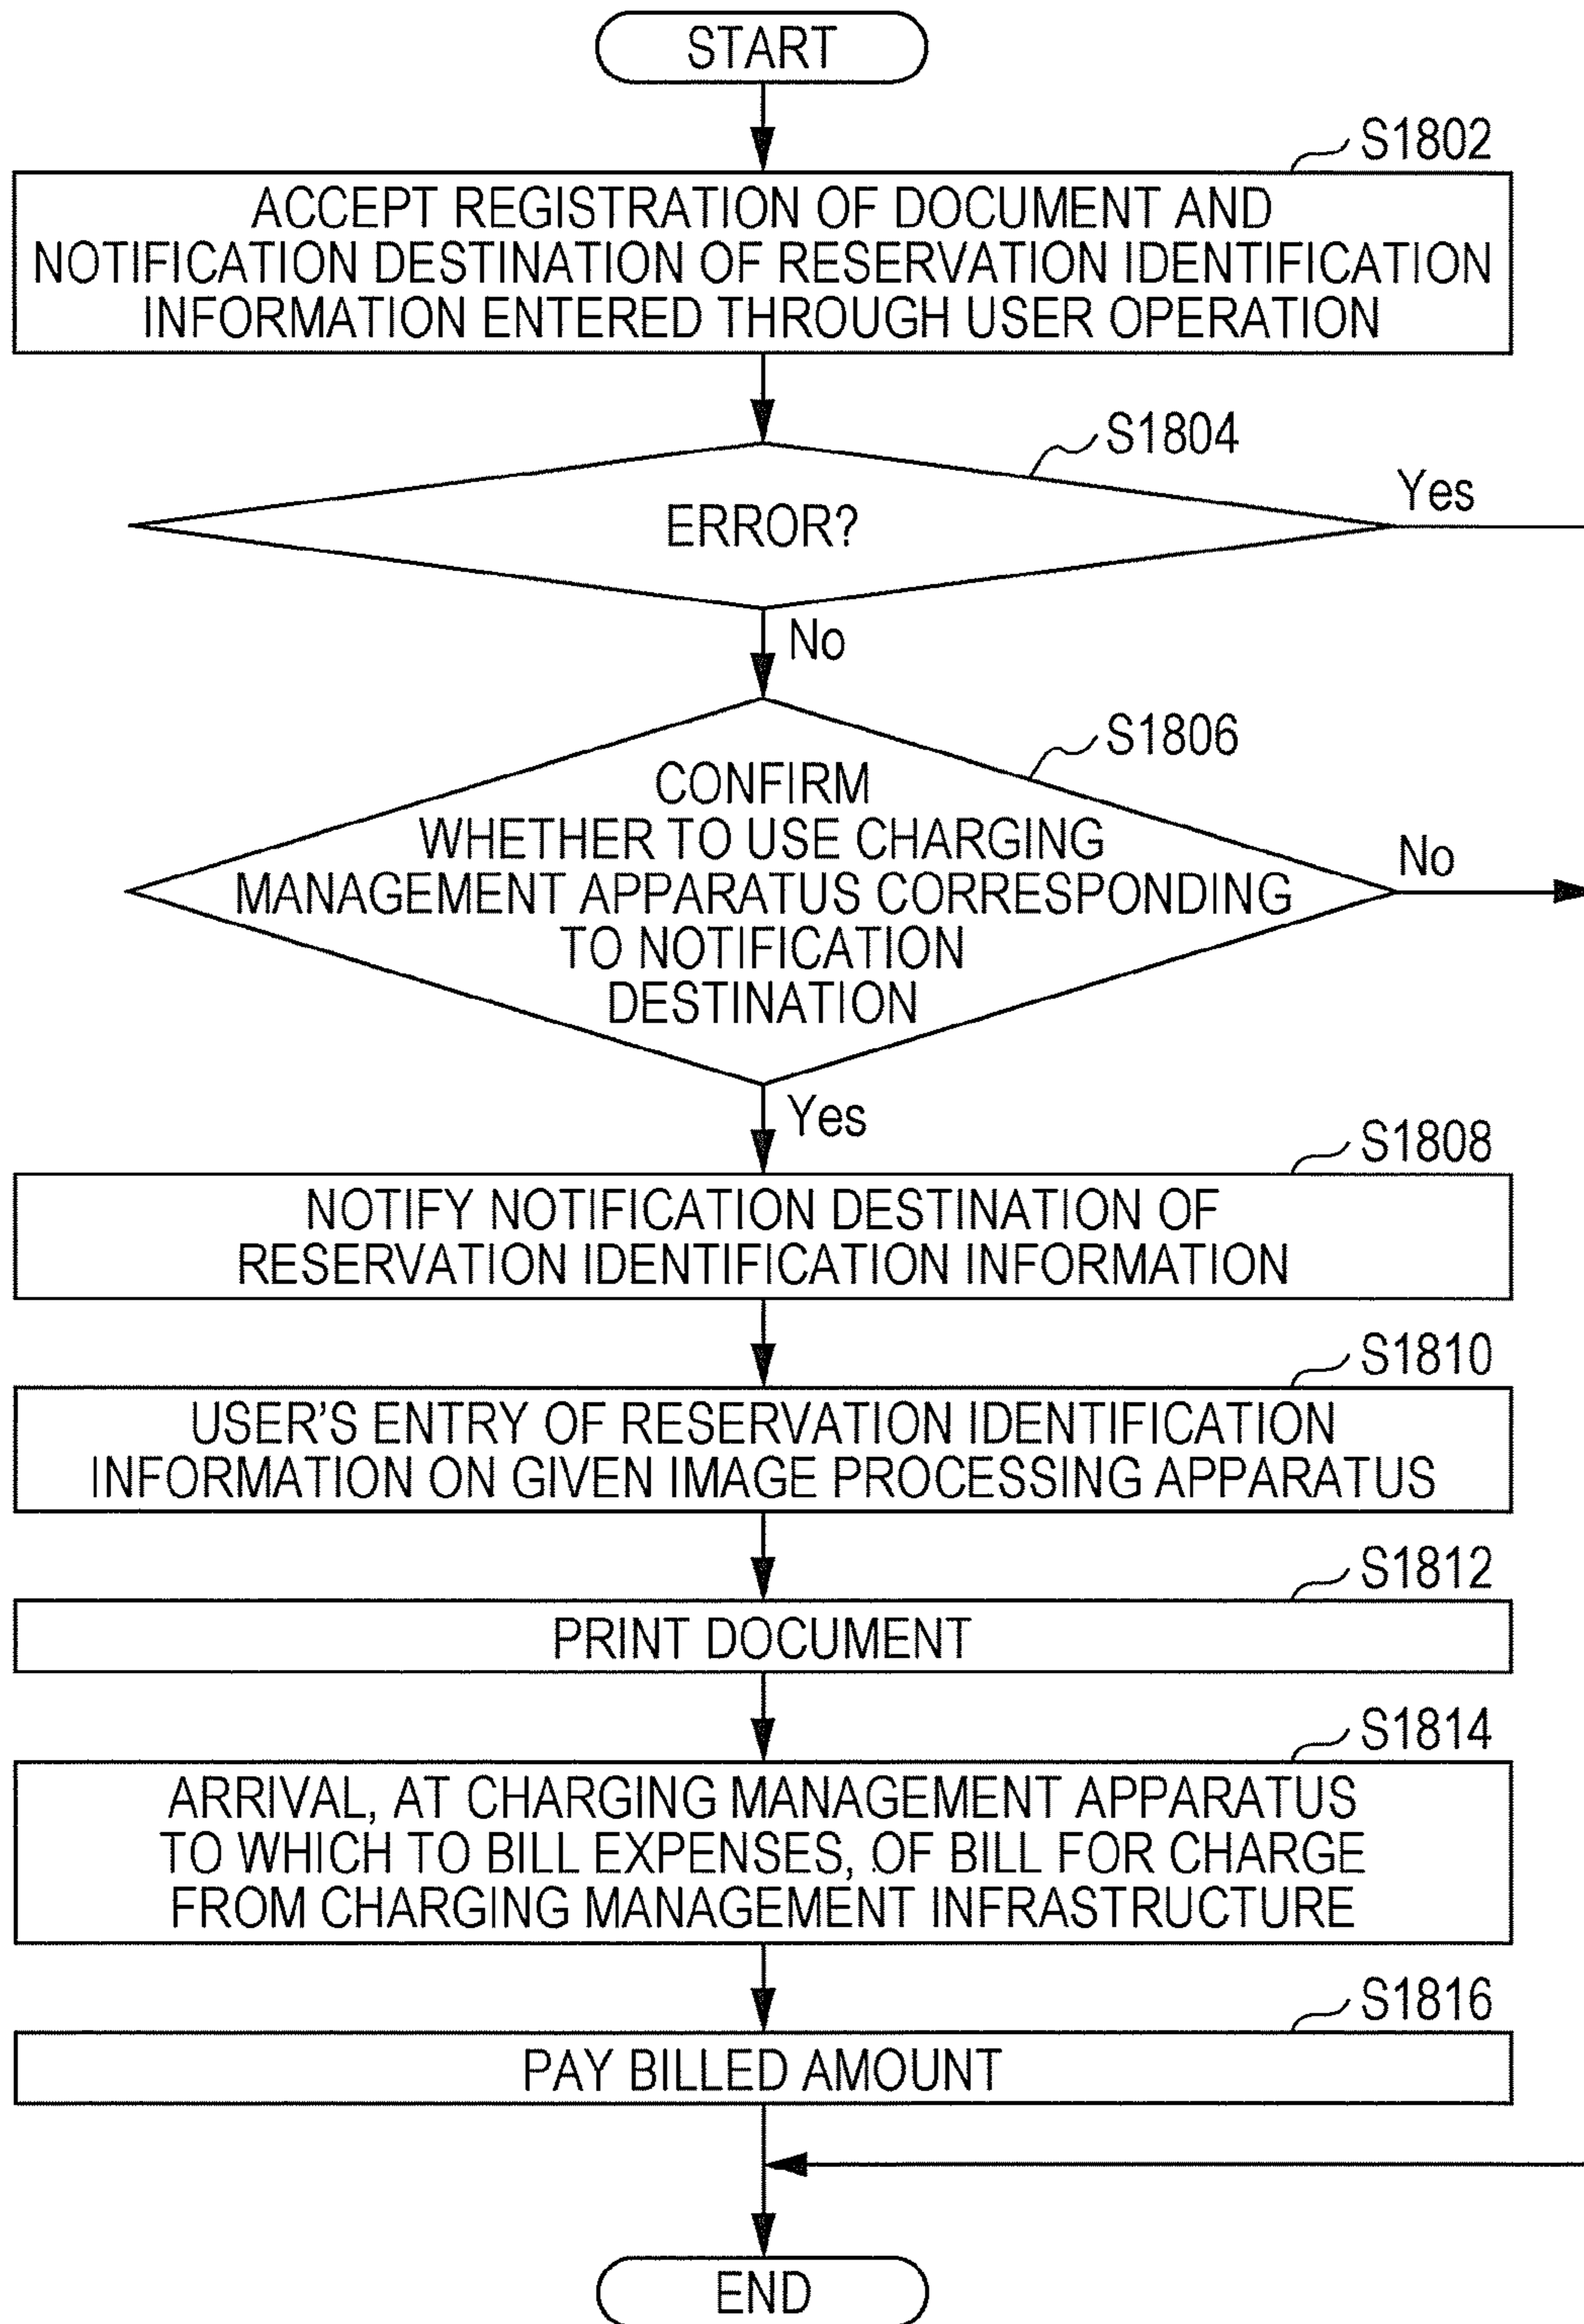 START
S1802
ACCEPT REGISTRATION OF DOCUMENT AND
NOTIFICATION DESTINATION OF RESERVATION IDENTIFICATION
INFORMATION ENTERED THROUGH USER OPERATION
S1804
ERROR?
Yes
No
S1806
CONFIRM
WHETHER TO USE CHARGING
MANAGEMENT APPARATUS CORRESPONDING
TO NOTIFICATION
DESTINATION
No
Yes
S1808
NOTIFY NOTIFICATION DESTINATION OF
RESERVATION IDENTIFICATION INFORMATION
S1810
USER'S ENTRY OF RESERVATION IDENTIFICATION
INFORMATION ON GIVEN IMAGE PROCESSING APPARATUS
S1812
PRINT DOCUMENT
S1814
ARRIVAL, AT CHARGING MANAGEMENT APPARATUS
TO WHICH TO BILL EXPENSES, OF BILL FOR CHARGE
FROM CHARGING MANAGEMENT INFRASTRUCTURE
S1816
PAY BILLED AMOUNT
END